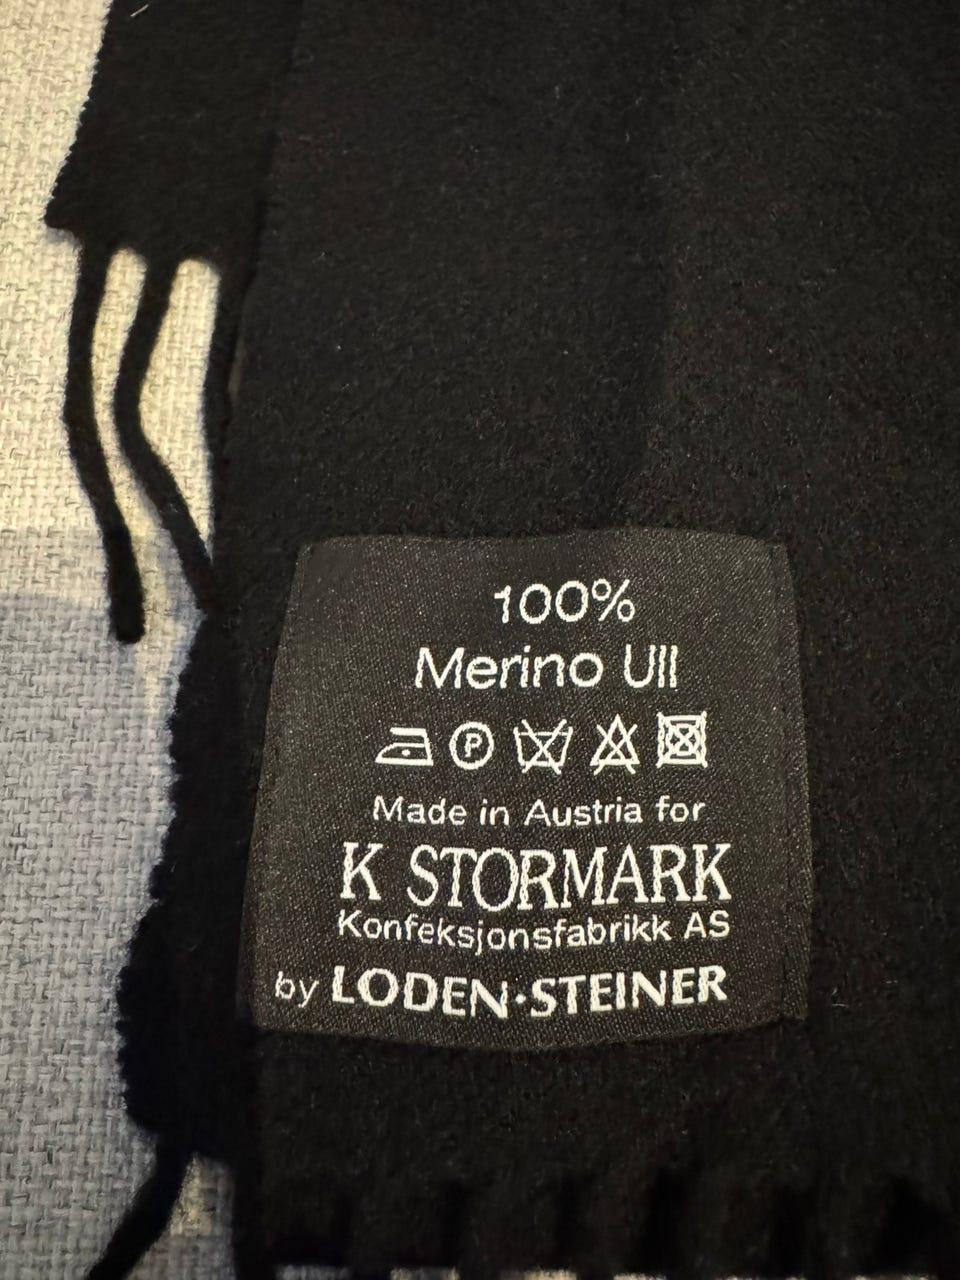 100%
Merino Ull
P
Made in Austria for
K STORMARK
Konfeksjonsfabrikk AS
by LODEN·STEINER